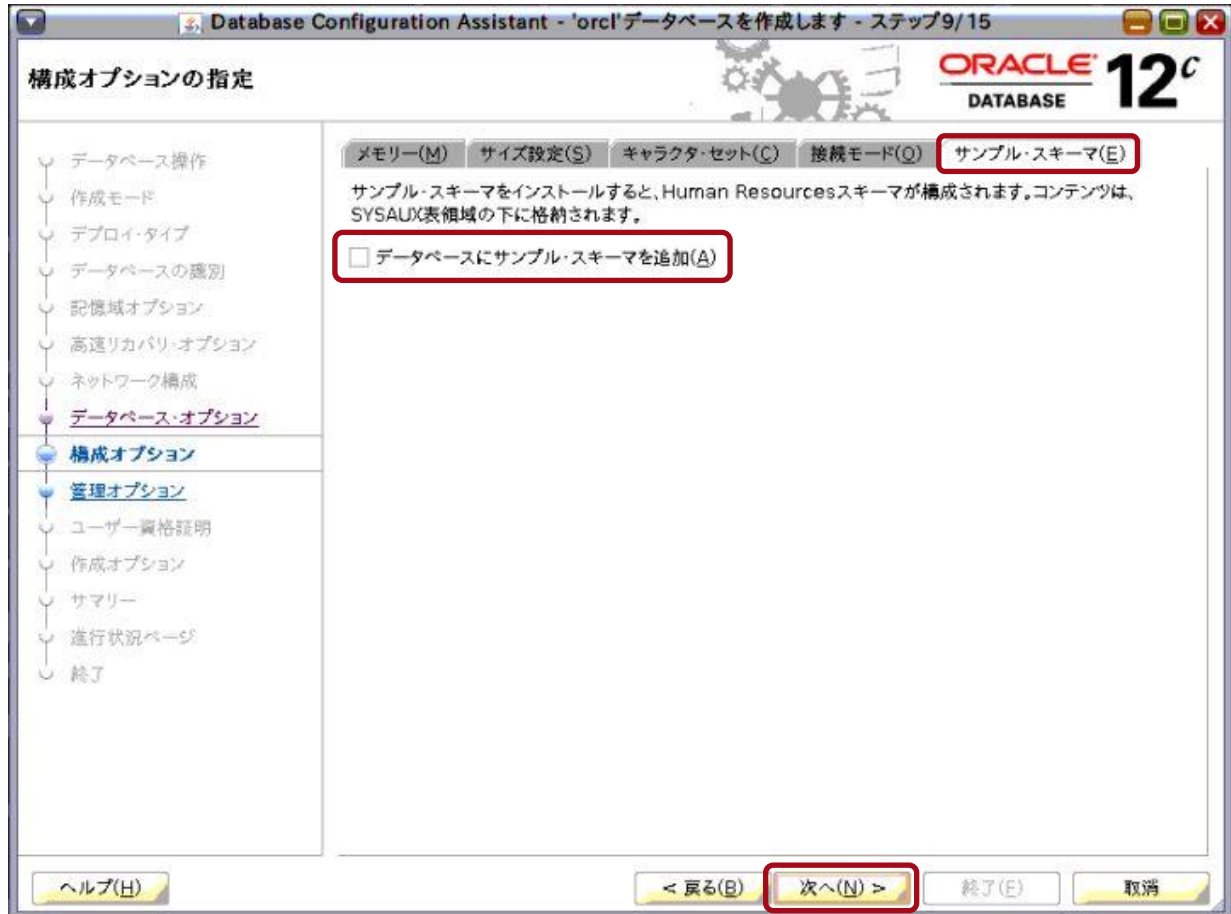 Database Configuration Assistant - 'orcl'データベースを作成します - ステップ9/15
構成オプションの指定
ORACLE
DATABASE
12c
データベース操作
作成モード
デプロイ・タイプ
データベースの識別
記憶域オプション
高速リカバリ・オプション
ネットワーク構成
データベース・オプション
構成オプション
管理オプション
ユーザー資格証明
作成オプション
サマリー
進行状況ページ
終了
メモリー(M) サイズ設定(S) キャラクタ・セット(C) 接続モード(O) サンプル・スキーマ(E)
サンプル・スキーマをインストールすると、Human Resourcesスキーマが構成されます。コンテンツは、
SYSAUX表領域の下に格納されます。
データベースにサンプル・スキーマを追加(A)
ヘルプ(H) < 戻る(B) 次へ(N) > 終了(F) 取消